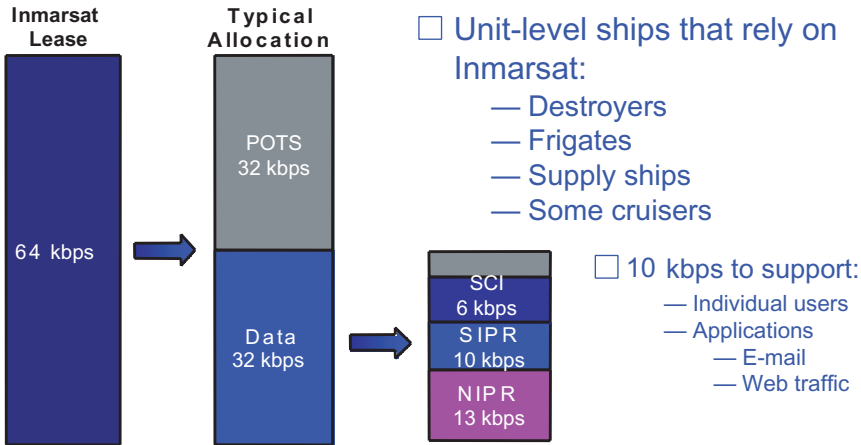 Inmarsat
Lease
Typical
Allocation
64 kbps
POTS
32 kbps
Data
32 kbps
SCI
6 kbps
SIPR
10 kbps
NIPR
13 kbps
□ Unit-level ships that rely on
Inmarsat:
— Destroyers
— Frigates
— Supply ships
— Some cruisers
□ 10 kbps to support:
— Individual users
— Applications
— E-mail
— Web traffic